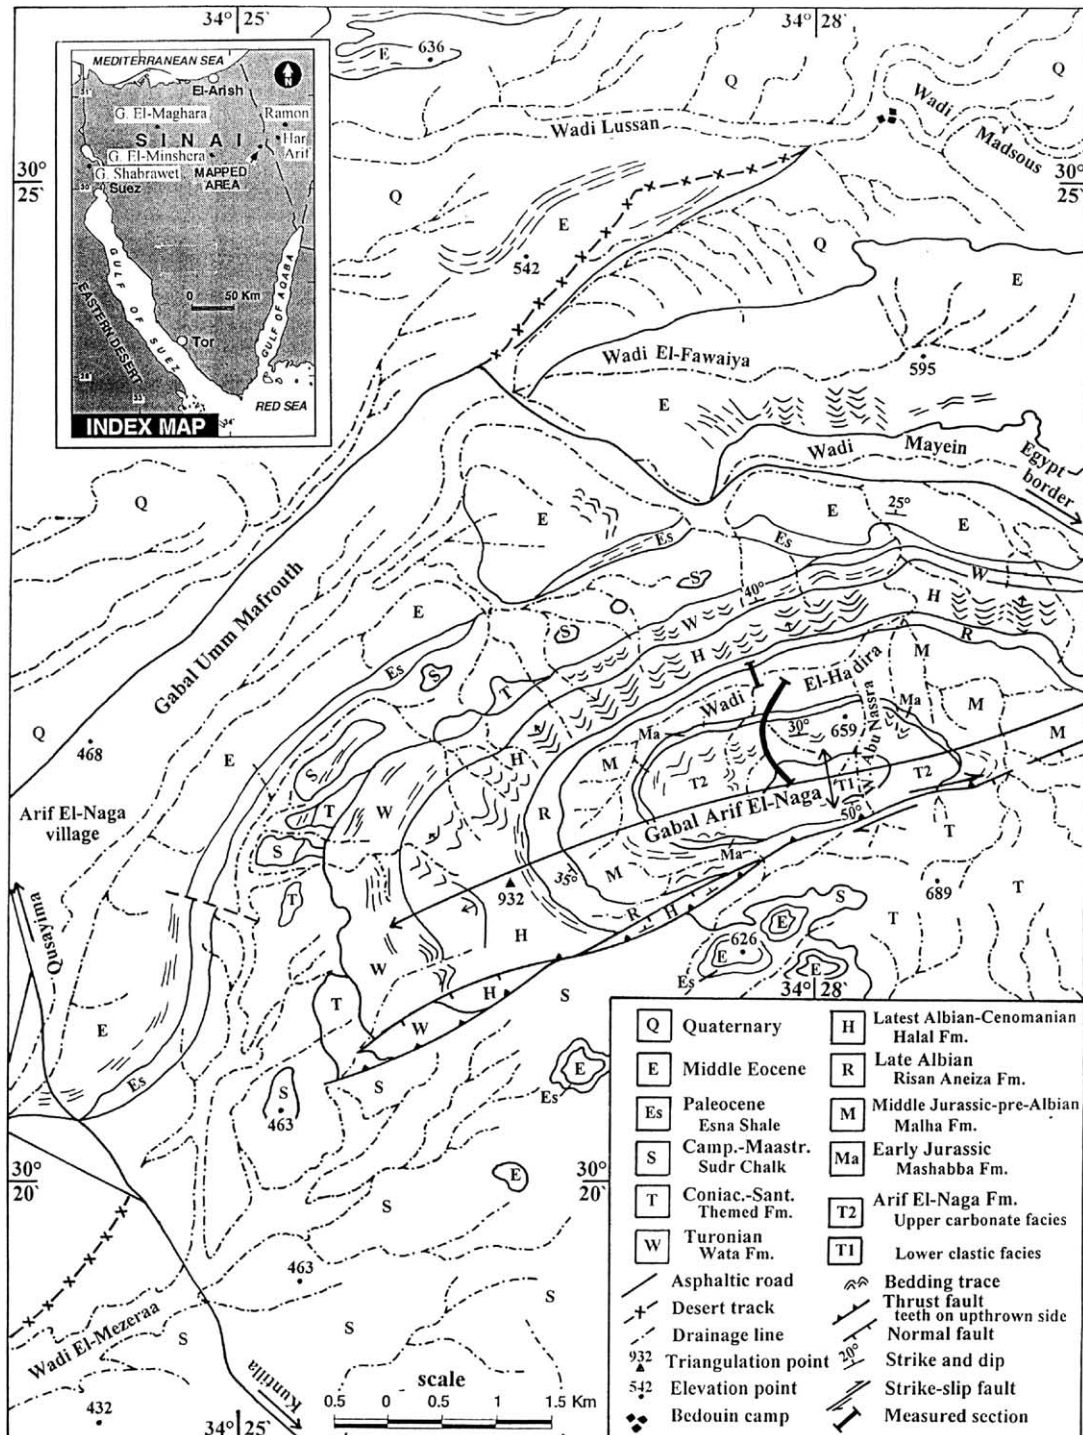 34° 25`
34° 28
MEDITERRANEAN SEA
N
El-Arish
G. El-Maghara
Ramon
SINAI
Har
Arif
G. El-Minshera
MAPPED
AREA
G. Shabrawet
Suez
GULF OF SUEZ
EASTERN DESERT
0 50 Km
GULF OF AQABA
Tor
RED SEA
INDEX MAP
E
636
Q
Q
Wadi
Madsous
Wadi Lussan
30°
25`
30°
25`
Q
E
542
Q
E
Wadi El-Fawaiya
595
E
Wadi Mayein
Egypt
border
Q
E
Es
Es
E
25°
E
Gabal Umm Mafrouth
E
S
40°
W
H
W
Es
S
S
T
W
H
R
M
Wadi El-Hadira
Q
468
E
S
H
Ma
M
30°
659
W. Abu Nassra
Ma
M
M
Arif El-Naga
village
T
W
R
T2
T1
T2
Gabal Arif El-Naga
50°
S
T
35°
M
Ma
T
T
689
T
932
H
R
H
S
E
626
E
Es
E
34° 28`
Qusayima
E
W
H
T
W
S
Es
S
463
S
E
Es
30°
20`
E
30°
20`
S
S
463
S
S
Wadi El-Mezeraa
Kuntilla
432
34° 25`
scale
0.5 0 0.5 1 1.5 Km
Q Quaternary
E Middle Eocene
Es Paleocene
Esna Shale
S Camp.-Maastr.
Sudr Chalk
T Coniac.-Sant.
Themed Fm.
W Turonian
Wata Fm.
Asphaltic road
Desert track
Drainage line
932 Triangulation point
542 Elevation point
Bedouin camp
H Latest Albian-Cenomanian
Halal Fm.
R Late Albian
Risan Aneiza Fm.
M Middle Jurassic-pre-Albian
Malha Fm.
Ma Early Jurassic
Mashabba Fm.
T2 Arif El-Naga Fm.
Upper carbonate facies
T1 Lower clastic facies
Bedding trace
Thrust fault
teeth on upthrown side
Normal fault
20° Strike and dip
Strike-slip fault
Measured section